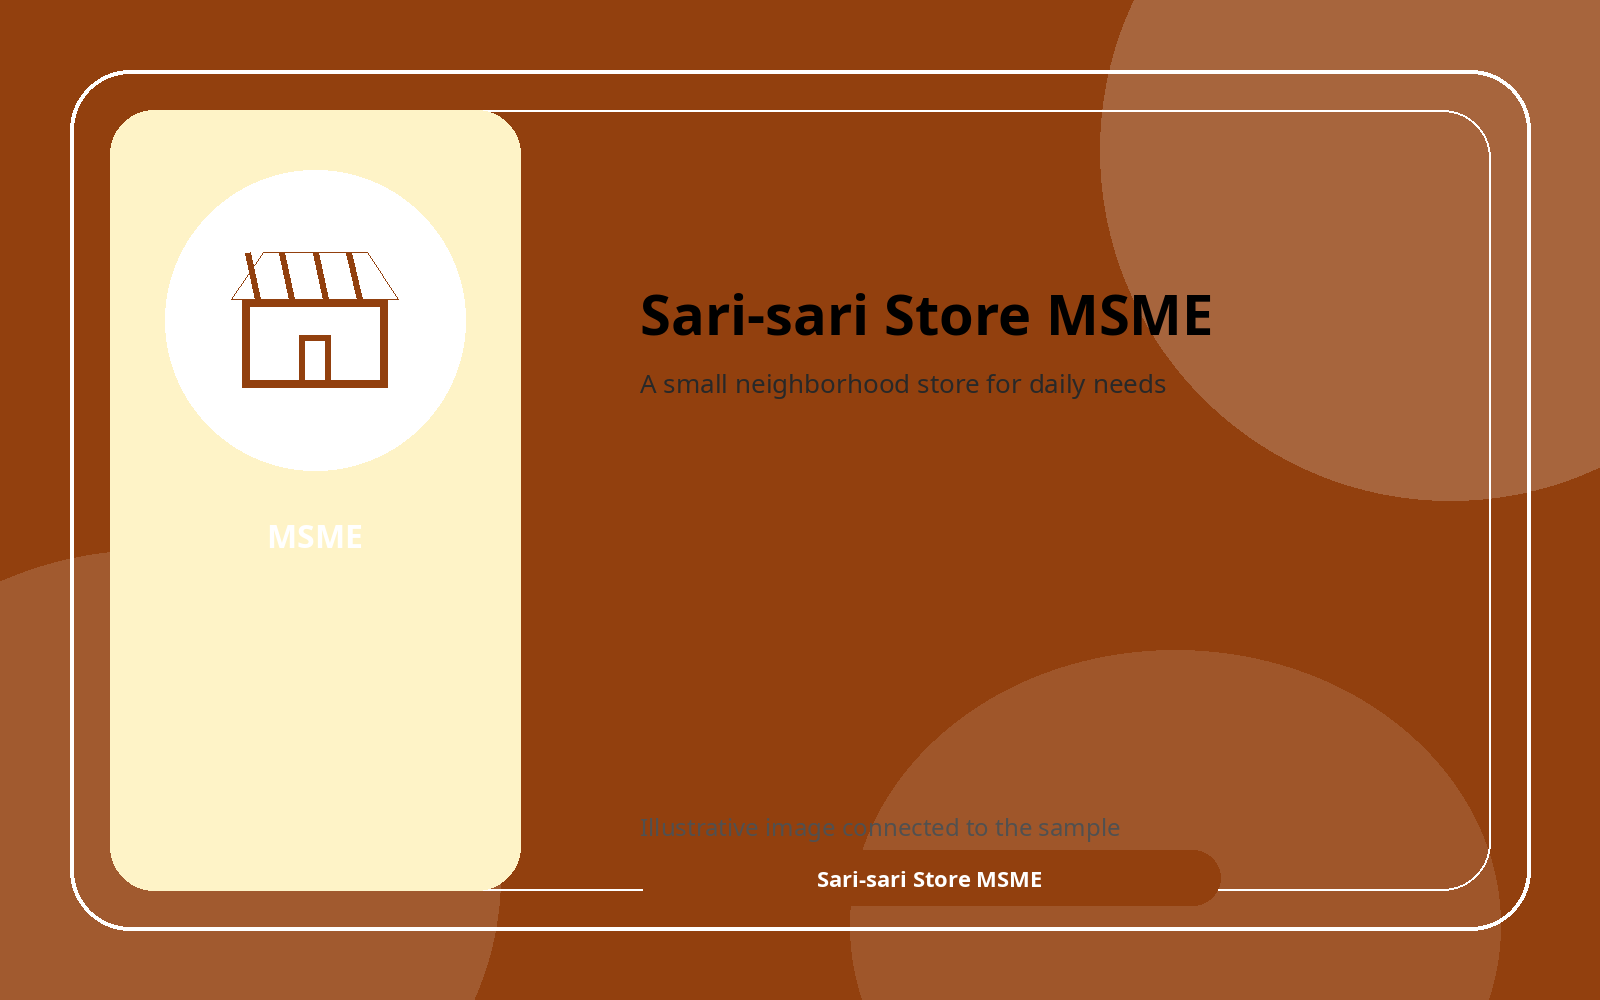 MSME
Sari-sari Store MSME
A small neighborhood store for daily needs
Illustrative image connected to the sample
Sari-sari Store MSME